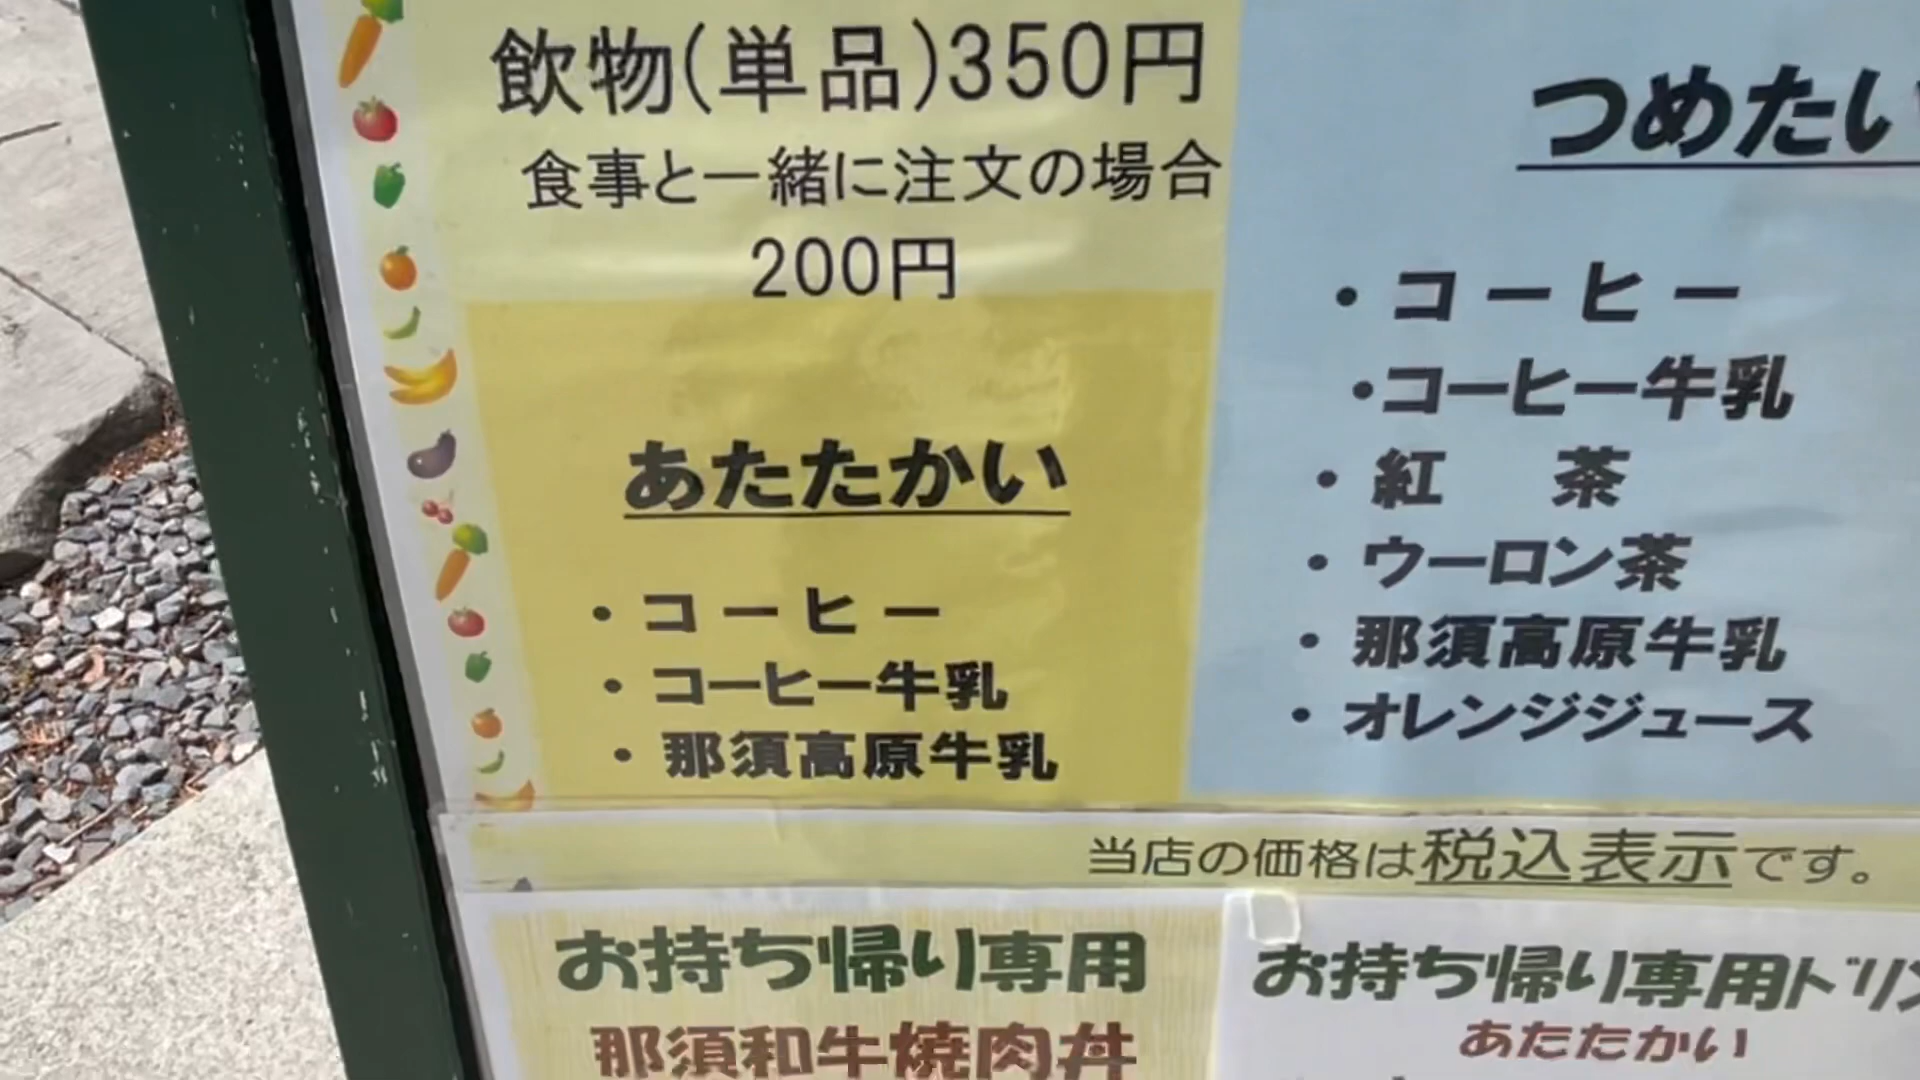 飲物(単品)350円
食事と一緒に注文の場合
200円
あたたかい
・コーヒー
・コーヒー牛乳
・那須高原牛乳
つめたい
・コーヒー
・コーヒー牛乳
・紅　茶
・ウーロン茶
・那須高原牛乳
・オレンジジュース
当店の価格は税込表示です。
お持ち帰り専用
那須和牛焼肉丼
お持ち帰り専用ドリン
あたたかい